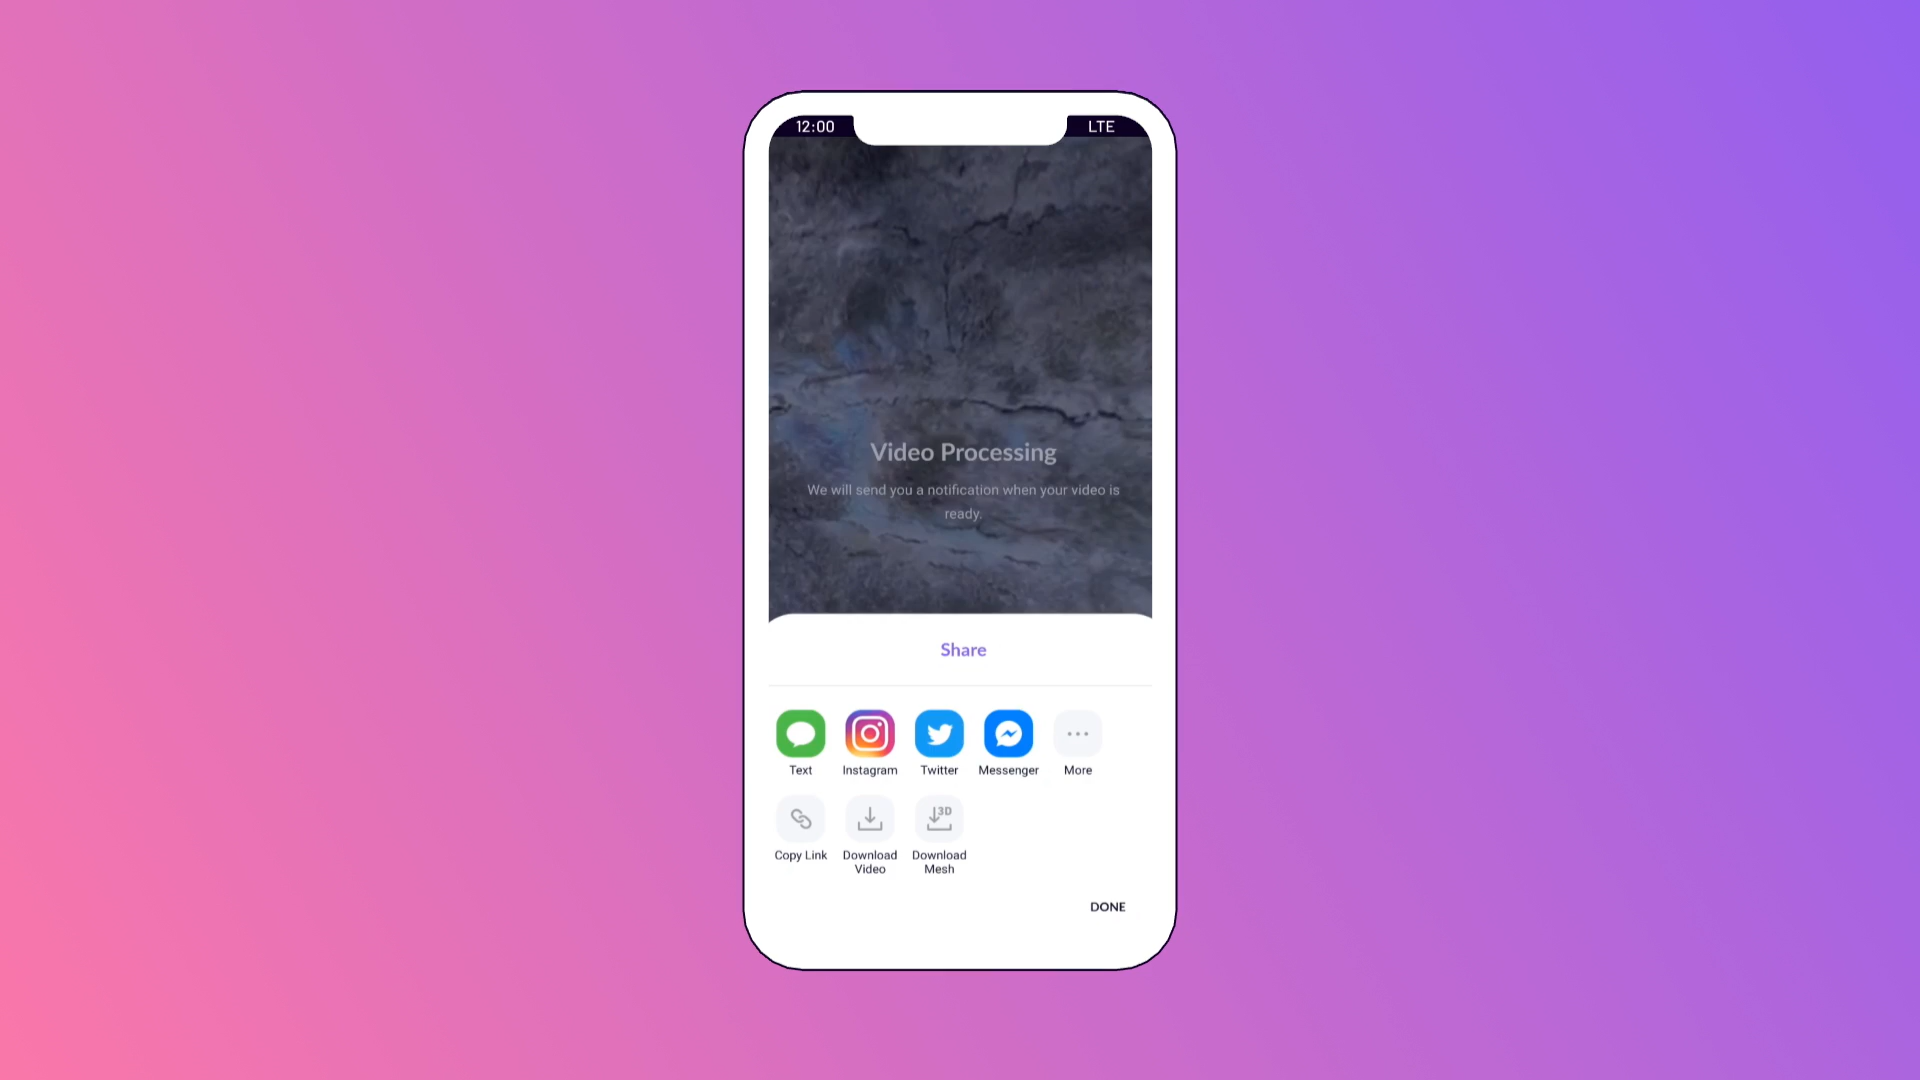 12:00 LTE
Video Processing
We will send you a notification when your video is
ready.
Share
Text Instagram Twitter Messenger More
3D
Copy Link Download Download
Video Mesh
DONE